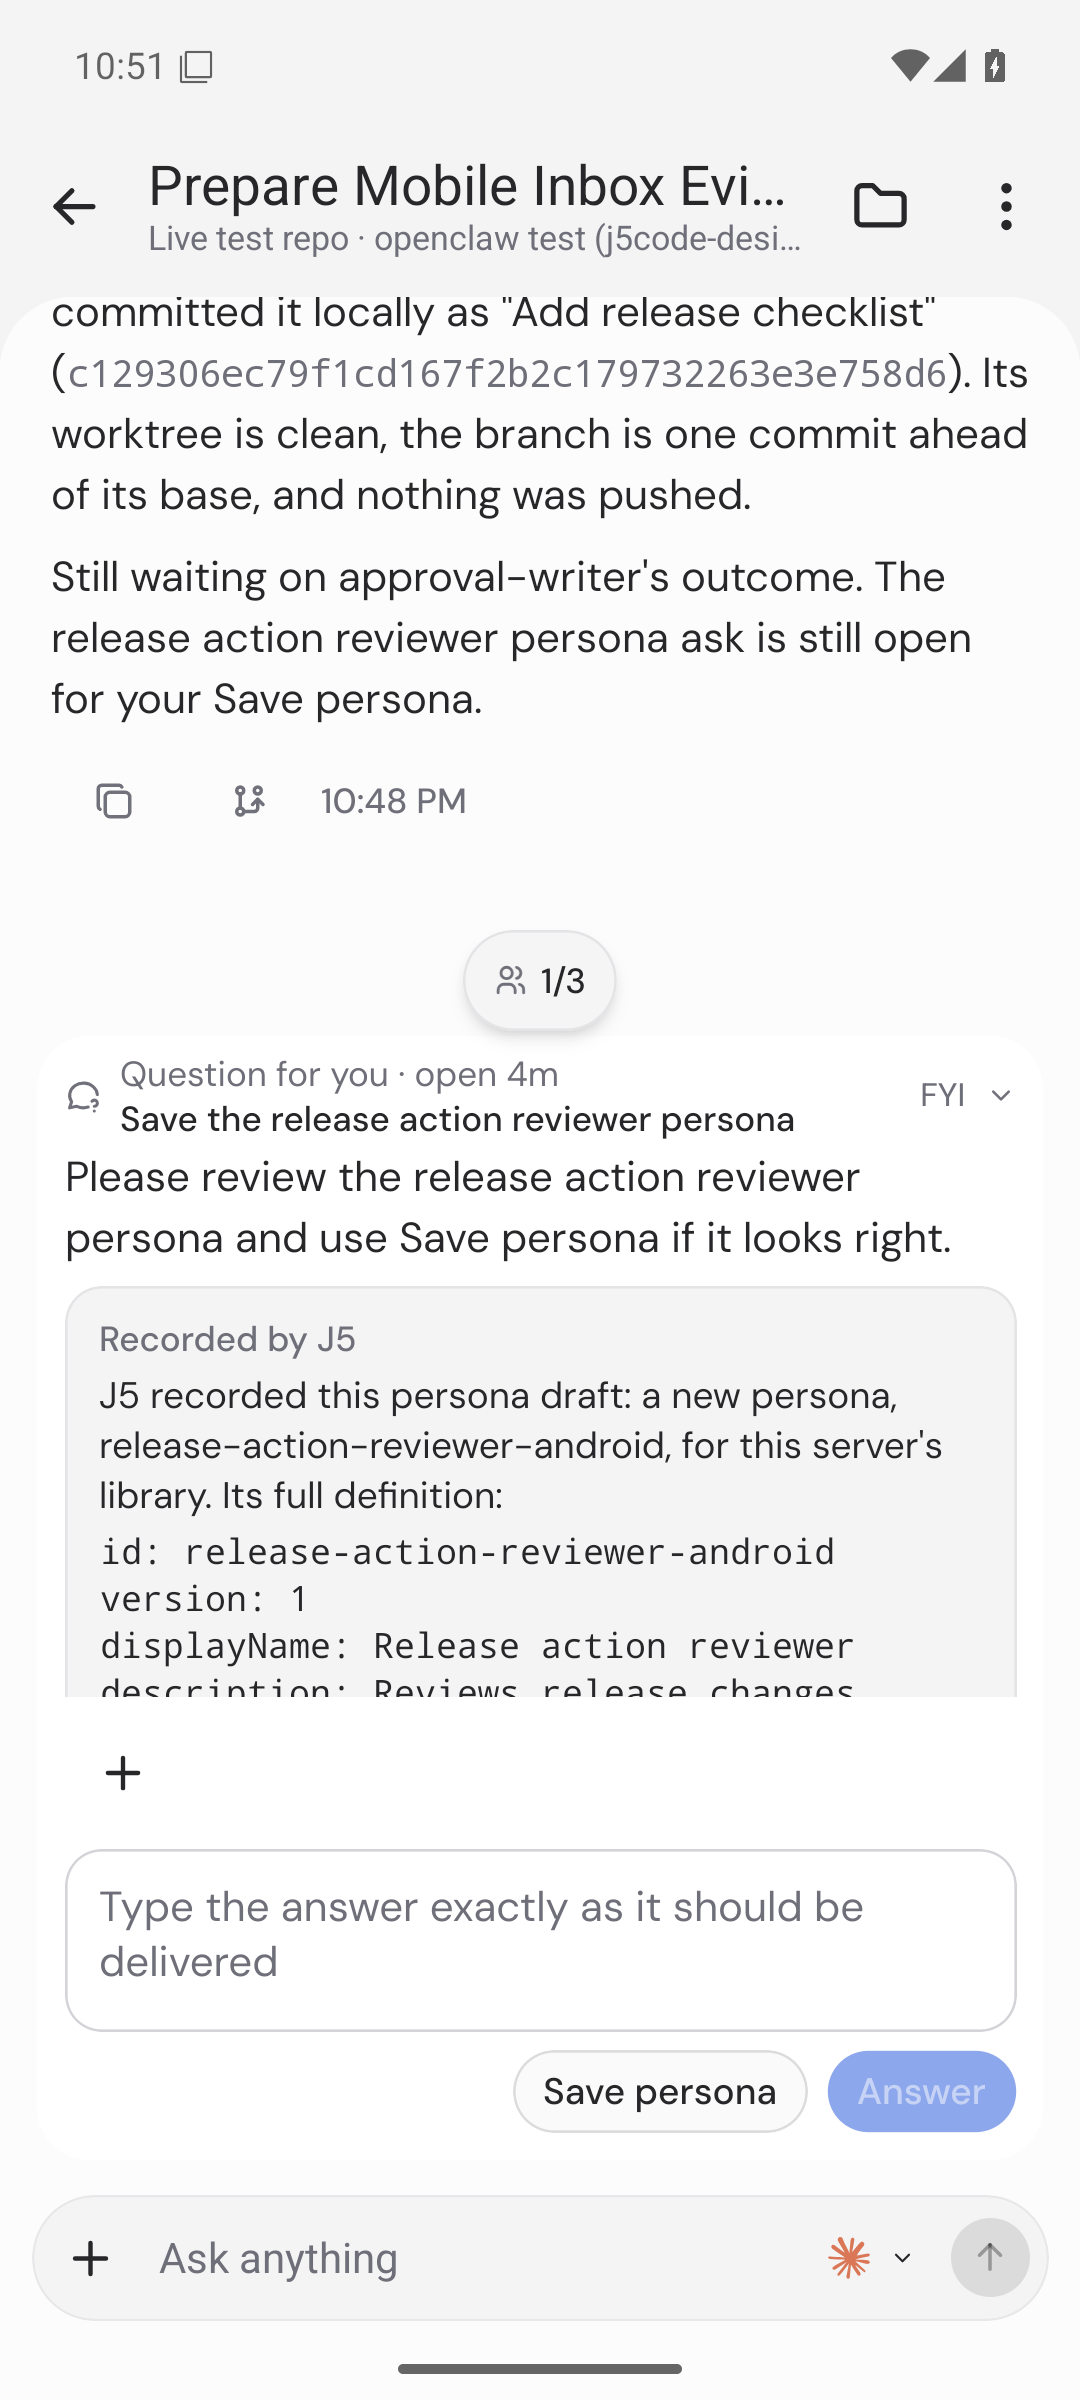 10:51
Prepare Mobile Inbox Evi...
Live test repo · openclaw test (j5code-desi...
committed it locally as "Add release checklist"
(c129306ec79f1cd167f2b2c179732263e3e758d6). Its
worktree is clean, the branch is one commit ahead
of its base, and nothing was pushed.
Still waiting on approval-writer's outcome. The
release action reviewer persona ask is still open
for your Save persona.
10:48 PM
1/3
Question for you · open 4m
FYI
Save the release action reviewer persona
Please review the release action reviewer
persona and use Save persona if it looks right.
Recorded by J5
J5 recorded this persona draft: a new persona,
release-action-reviewer-android, for this server's
library. Its full definition:
id: release-action-reviewer-android
version: 1
displayName: Release action reviewer
description: Reviews release changes
Type the answer exactly as it should be
delivered
Save persona
Answer
Ask anything